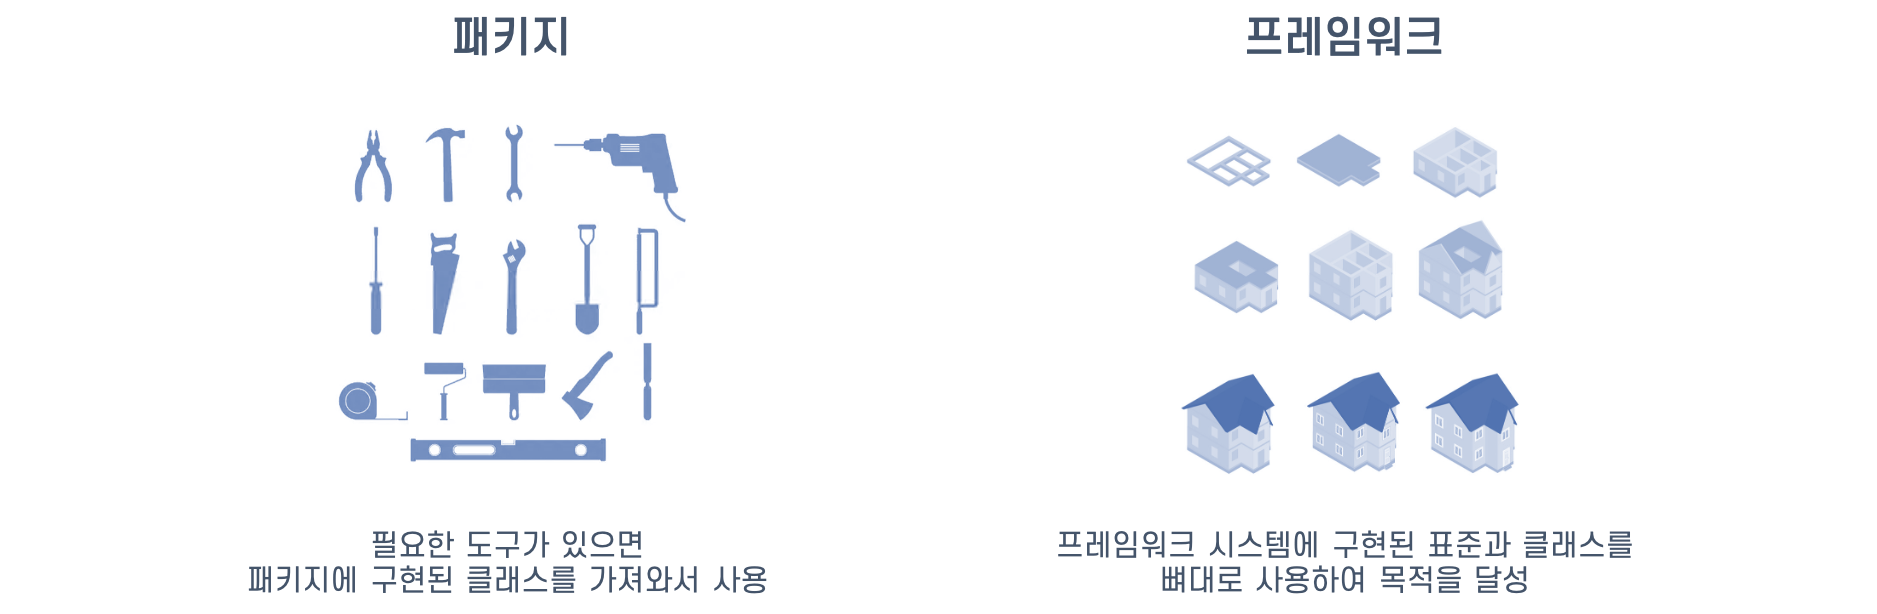 패키지
필요한 도구가 있으면
패키지에 구현된 클래스를 가져와서 사용
프레임워크
프레임워크 시스템에 구현된 표준과 클래스를
뼈대로 사용하여 목적을 달성